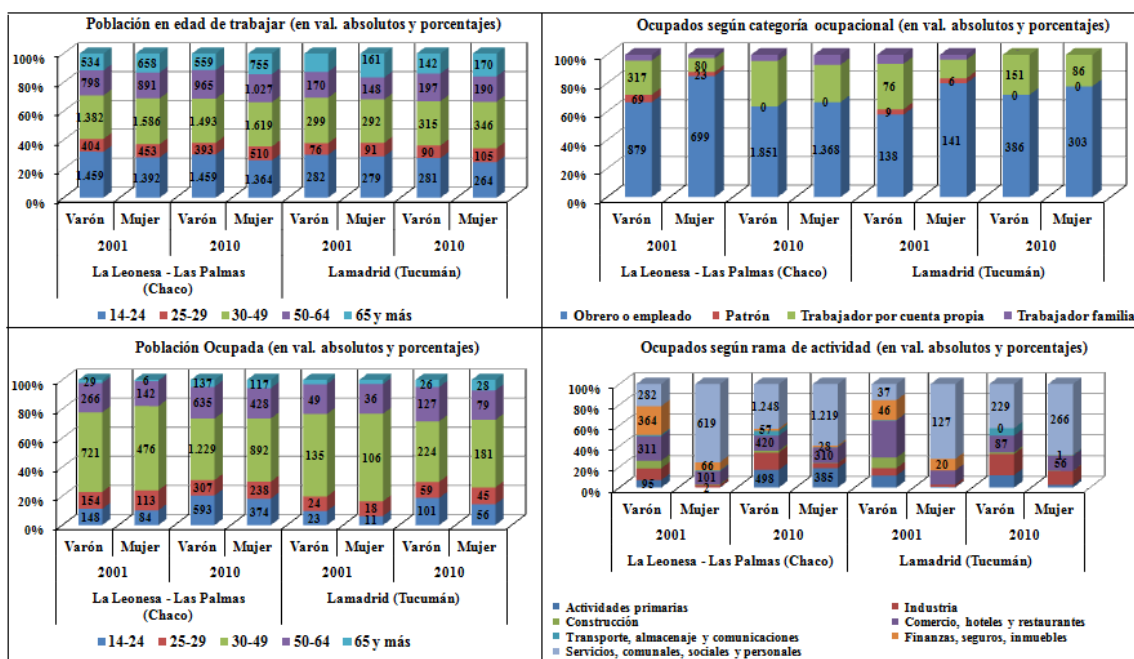 Población en edad de trabajar (en val. absolutos y porcentajes)
100%
80%
60%
40%
20%
0%
534 658 559 755 161 142 170
798 891 965 1.027 170 148 197 190
1.382 1.586 1.493 1.619 299 292 315 346
404 453 393 510 76 91 90 105
1.459 1.392 1.459 1.364 282 279 281 264
Varón Mujer Varón Mujer Varón Mujer Varón Mujer
2001 2010 2001 2010
La Leonesa - Las Palmas Lamadrid (Tucumán)
(Chaco)
14-24 25-29 30-49 50-64 65 y más
Ocupados según categoría ocupacional (en val. absolutos y porcentajes)
100%
80%
60%
40%
20%
0%
317 80 76 151 86
69 23 0 0 9 6 0 0
879 699 1.851 1.368 138 141 386 303
Varón Mujer Varón Mujer Varón Mujer Varón Mujer
2001 2010 2001 2010
La Leonesa - Las Palmas (Chaco) Lamadrid (Tucumán)
Obrero o empleado Patrón Trabajador por cuenta propia Trabajador familia
Población Ocupada (en val. absolutos y porcentajes)
100%
80%
60%
40%
20%
0%
29 6 137 117 26 28
266 142 635 428 49 36 127 79
721 476 1.229 892 135 106 224 181
154 113 307 238 24 18 59 45
148 84 593 374 23 11 101 56
Varón Mujer Varón Mujer Varón Mujer Varón Mujer
2001 2010 2001 2010
La Leonesa - Las Palmas Lamadrid (Tucumán)
(Chaco)
14-24 25-29 30-49 50-64 65 y más
Ocupados según rama de actividad (en val. absolutos y porcentajes)
100%
80%
60%
40%
20%
0%
282 619 1.248 1.219 37 127 229 266
364 66 57 28 46 20 0 1
311 101 420 310 87 56
95 2 498 385
Varón Mujer Varón Mujer Varón Mujer Varón Mujer
2001 2010 2001 2010
La Leonesa - Las Palmas (Chaco) Lamadrid (Tucumán)
Actividades primarias Industria
Construcción Comercio, hoteles y restaurantes
Transporte, almacenaje y comunicaciones Finanzas, seguros, inmuebles
Servicios, comunales, sociales y personales